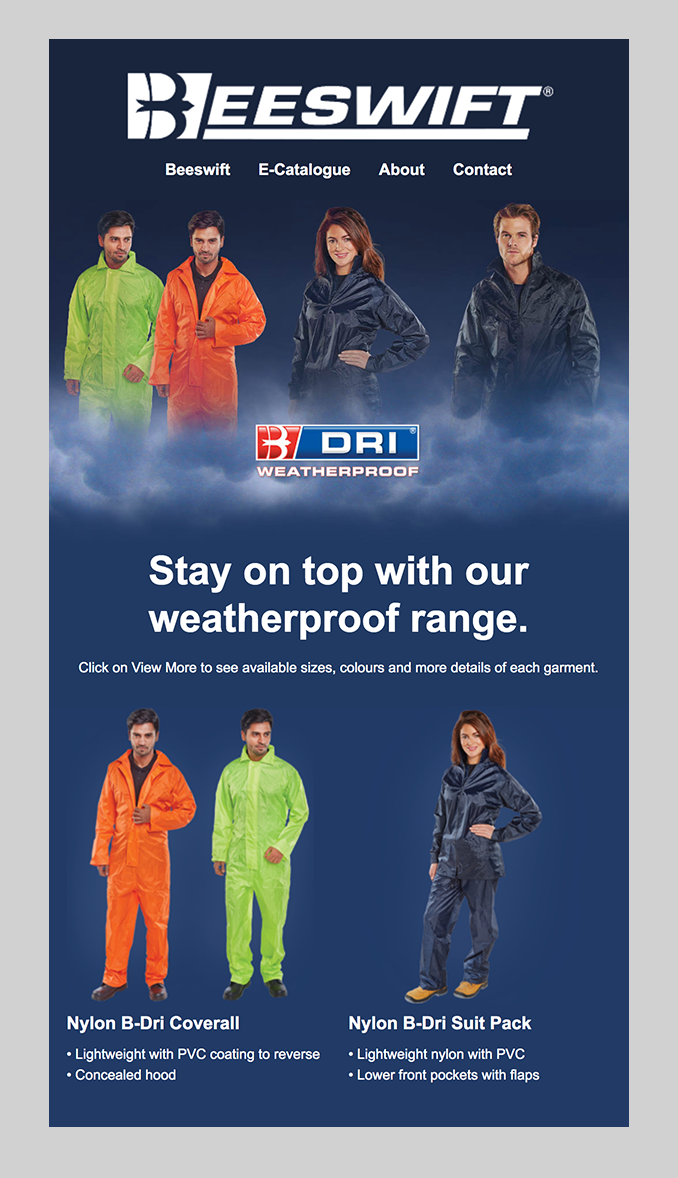 BEESWIFT®
Beeswift E-Catalogue About Contact
B DRI®
WEATHERPROOF
Stay on top with our
weatherproof range.
Click on View More to see available sizes, colours and more details of each garment.
Nylon B-Dri Coverall
• Lightweight with PVC coating to reverse
• Concealed hood
Nylon B-Dri Suit Pack
• Lightweight nylon with PVC
• Lower front pockets with flaps